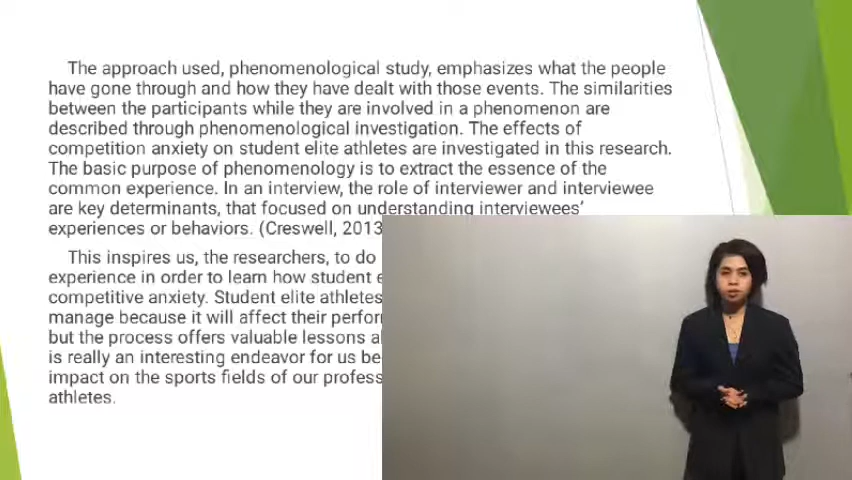 The approach used, phenomenological study, emphasizes what the people
have gone through and how they have dealt with those events. The similarities
between the participants while they are involved in a phenomenon are
described through phenomenological investigation. The effects of
competition anxiety on student elite athletes are investigated in this research.
The basic purpose of phenomenology is to extract the essence of the
common experience. In an interview, the role of interviewer and interviewee
are key determinants, that focused on understanding interviewees’
experiences or behaviors. (Creswell, 2013
This inspires us, the researchers, to do
experience in order to learn how student e
competitive anxiety. Student elite athletes
manage because it will affect their perfor
but the process offers valuable lessons a
is really an interesting endeavor for us be
impact on the sports fields of our profess
athletes.